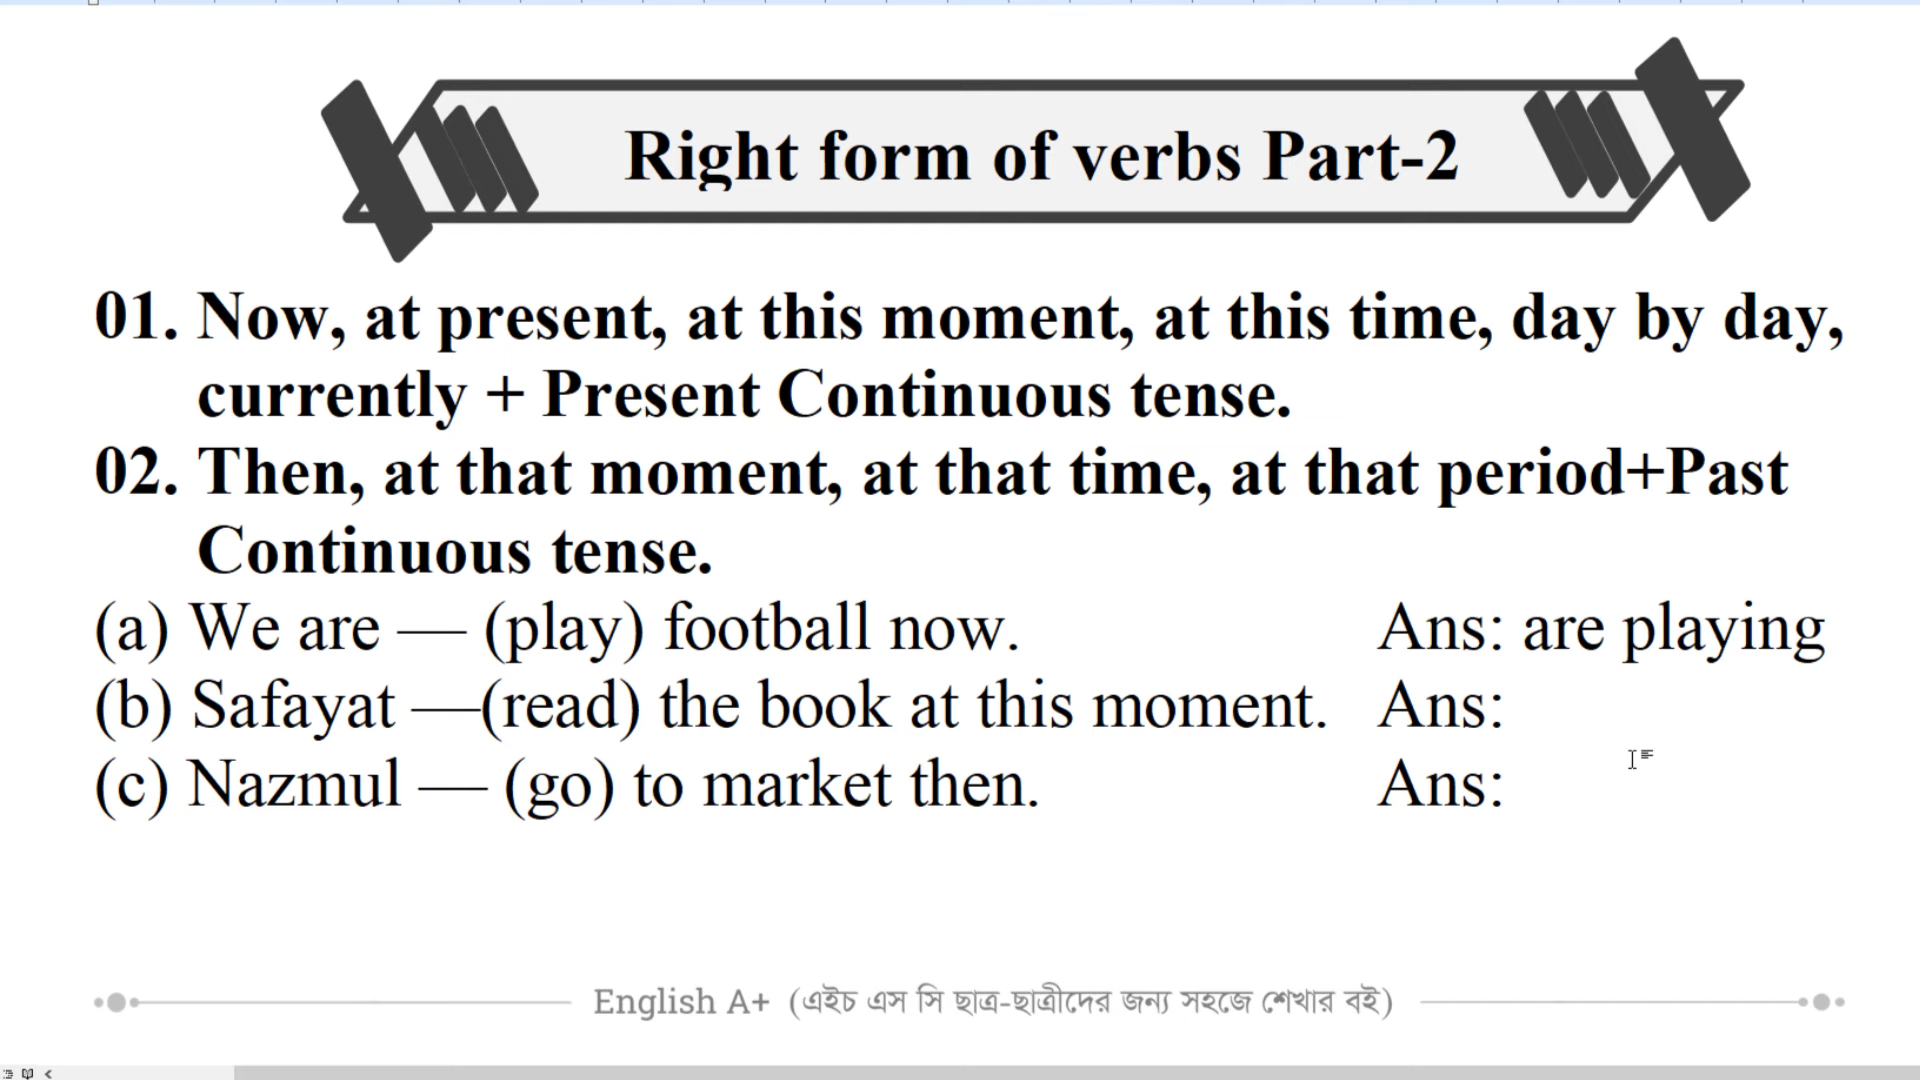 Right form of verbs Part-2
01. Now, at present, at this moment, at this time, day by day,
currently + Present Continuous tense.
02. Then, at that moment, at that time, at that period+Past
Continuous tense.
(a) We are — (play) football now. Ans: are playing
(b) Safayat —(read) the book at this moment. Ans:
(c) Nazmul — (go) to market then. Ans:
English A+ (এইচ এস সি ছাত্র-ছাত্রীদের জন্য সহজে শেখার বই)